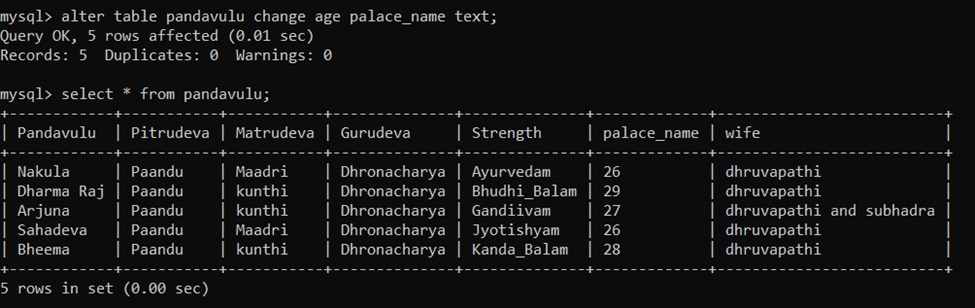 mysql> alter table pandavulu change age palace_name text;
Query OK, 5 rows affected (0.01 sec)
Records: 5  Duplicates: 0  Warnings: 0

mysql> select * from pandavulu;
+------------+-----------+-----------+-------------+--------------+-------------+-------------------------+
| Pandavulu  | Pitrudeva | Matrudeva | Gurudeva    | Strength     | palace_name | wife                    |
+------------+-----------+-----------+-------------+--------------+-------------+-------------------------+
| Nakula     | Paandu    | Maadri    | Dhronacharya | Ayurvedam    | 26          | dhruvapathi             |
| Dharma Raj | Paandu    | kunthi    | Dhronacharya | Bhudhi_Balam | 29          | dhruvapathi             |
| Arjuna     | Paandu    | kunthi    | Dhronacharya | Gandiivam    | 27          | dhruvapathi and subhadra |
| Sahadeva   | Paandu    | Maadri    | Dhronacharya | Jyotishyam   | 26          | dhruvapathi             |
| Bheema     | Paandu    | kunthi    | Dhronacharya | Kanda_Balam  | 28          | dhruvapathi             |
+------------+-----------+-----------+-------------+--------------+-------------+-------------------------+
5 rows in set (0.00 sec)